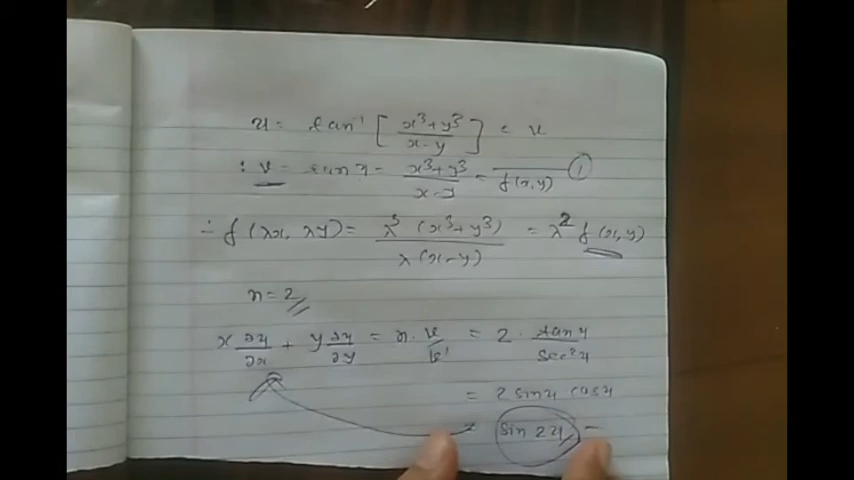 u = tan⁻¹ [ (x³+y³)/(x-y) ] = v
∴ v = tan u = (x³+y³)/(x-y) = f(x,y) ①
∴ f(λx, λy) = λ³ (x³+y³) / λ(x-y) = λ² f(x,y)
n = 2
x ∂u/∂x + y ∂u/∂y = n · v/v' = 2 · tan u / sec² u
= 2 sin u cos u
= sin 2u